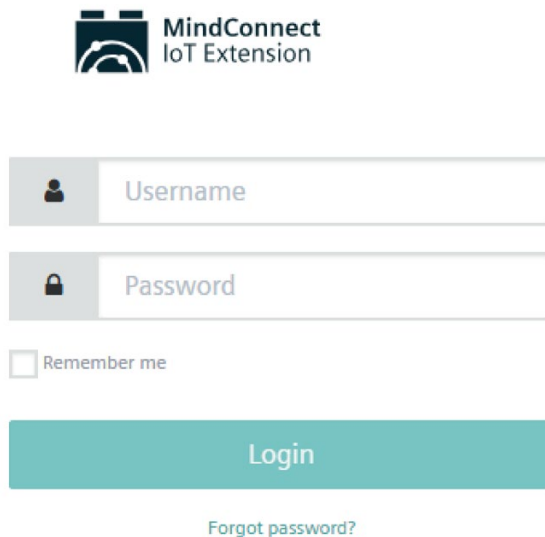 MindConnect
IoT Extension
Username
Password
Remember me
Login
Forgot password?